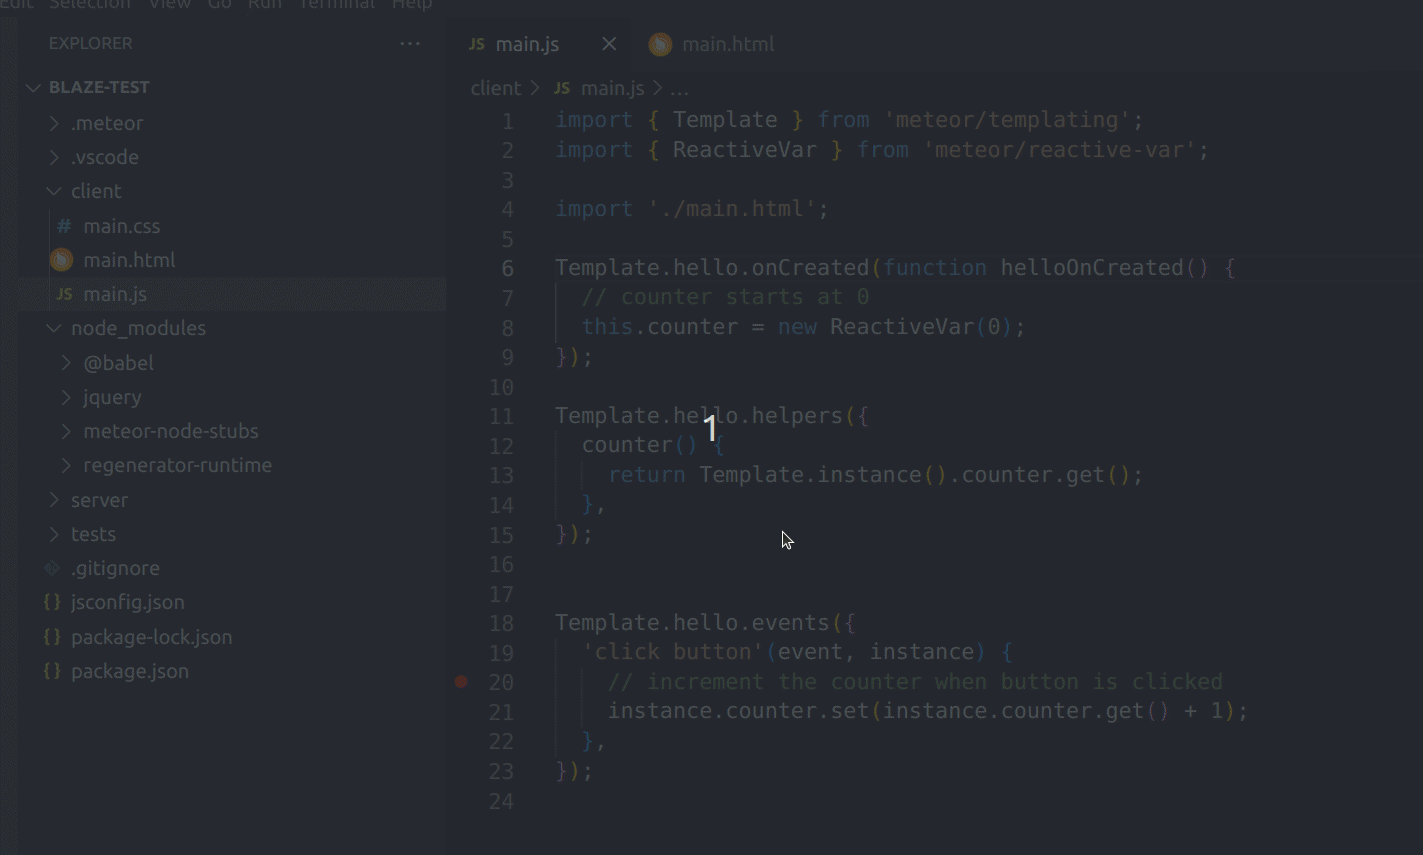 Edit Selection View Go Run Terminal Help
EXPLORER ···
BLAZE-TEST
.meteor
.vscode
client
# main.css
main.html
JS main.js
node_modules
@babel
jquery
meteor-node-stubs
regenerator-runtime
server
tests
.gitignore
{} jsconfig.json
{} package-lock.json
{} package.json
JS main.js × main.html
client > JS main.js > ...
1 import { Template } from 'meteor/templating';
2 import { ReactiveVar } from 'meteor/reactive-var';
3
4 import './main.html';
5
6 Template.hello.onCreated(function helloOnCreated() {
7 // counter starts at 0
8 this.counter = new ReactiveVar(0);
9 });
10
11 Template.hello.helpers({
1
12 counter() {
13 return Template.instance().counter.get();
14 },
15 });
16
17
18 Template.hello.events({
19 'click button'(event, instance) {
20 // increment the counter when button is clicked
21 instance.counter.set(instance.counter.get() + 1);
22 },
23 });
24